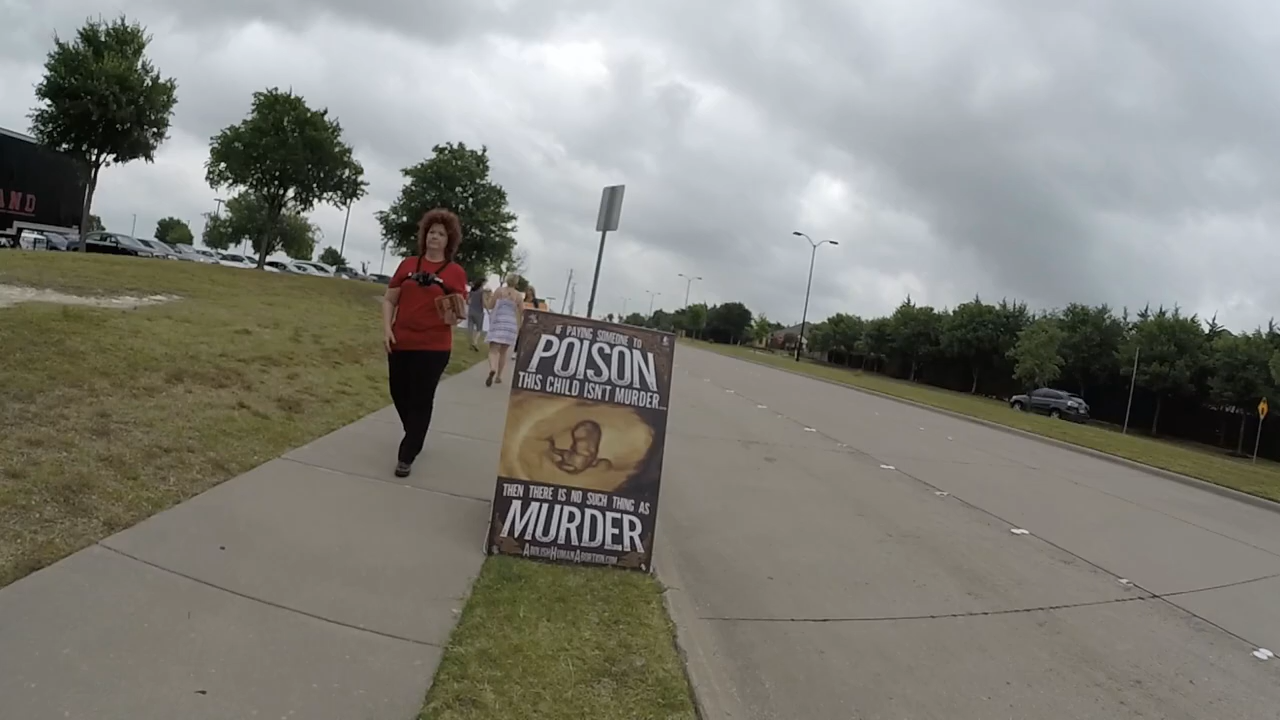 AND
IF PAYING SOMEONE TO
POISON
THIS CHILD ISN'T MURDER...
THEN THERE IS NO SUCH THING AS
MURDER
ABOLISHHUMANABORTION.COM